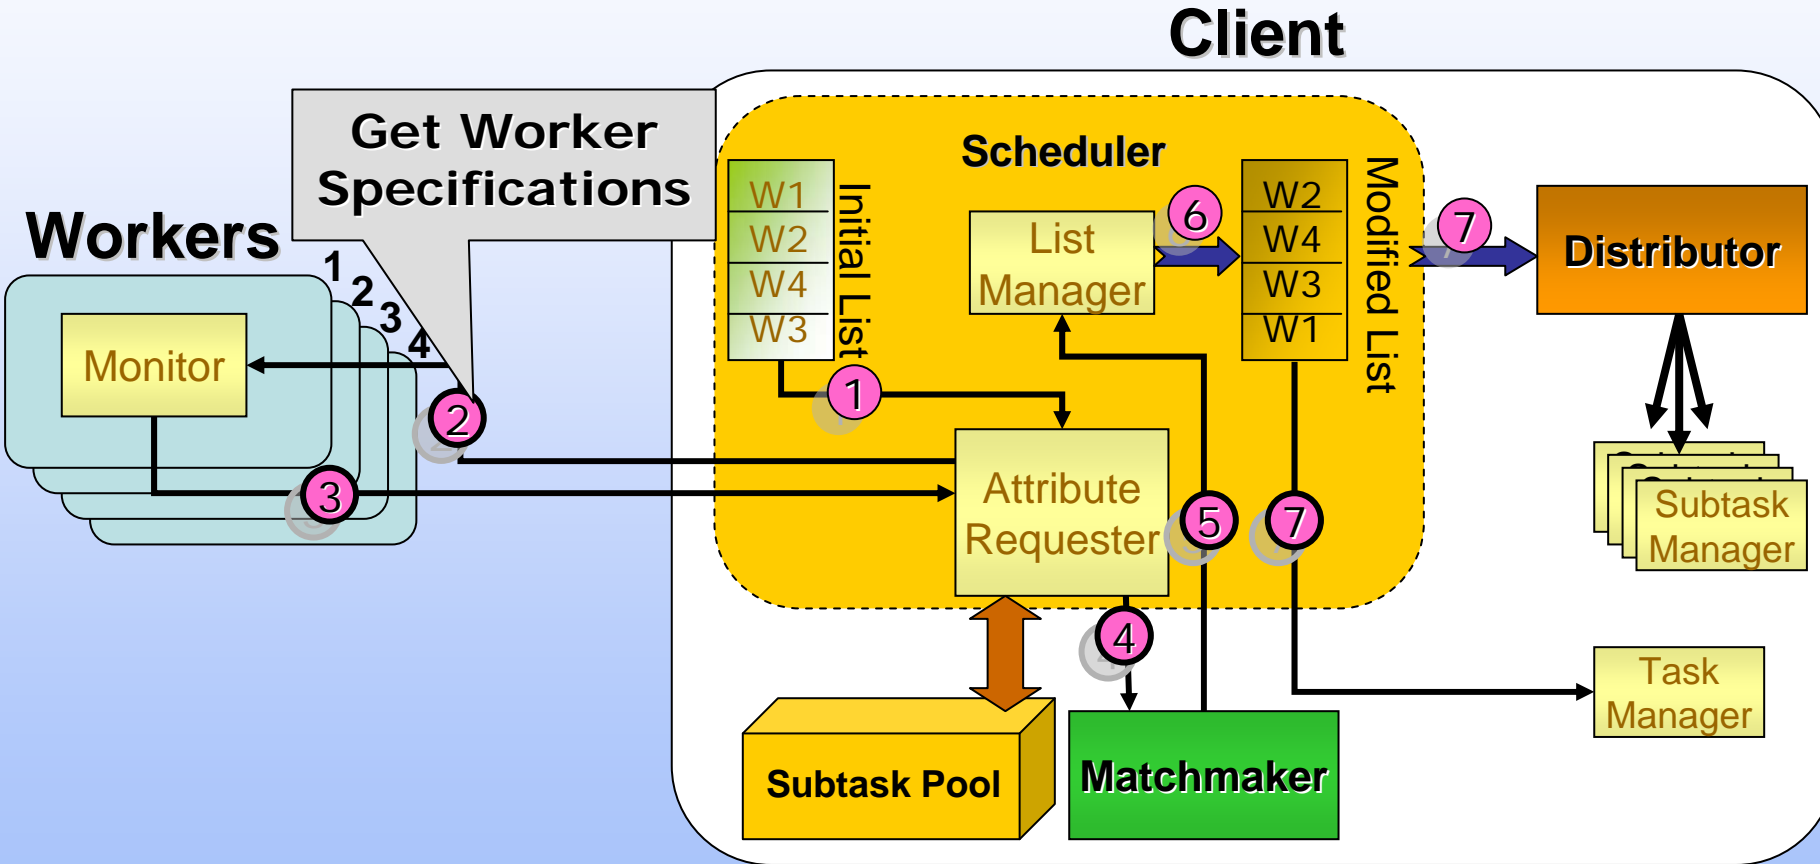 Client
Get Worker
Specifications
Scheduler
Workers
1
2
3
4
Monitor
2
3
W1
W2
W4
W3
Initial List
1
List
Manager
6
W2
W4
W3
W1
Modified List
7
Distributor
Attribute
Requester
5
7
4
Subtask
Manager
Task
Manager
Subtask Pool
Matchmaker